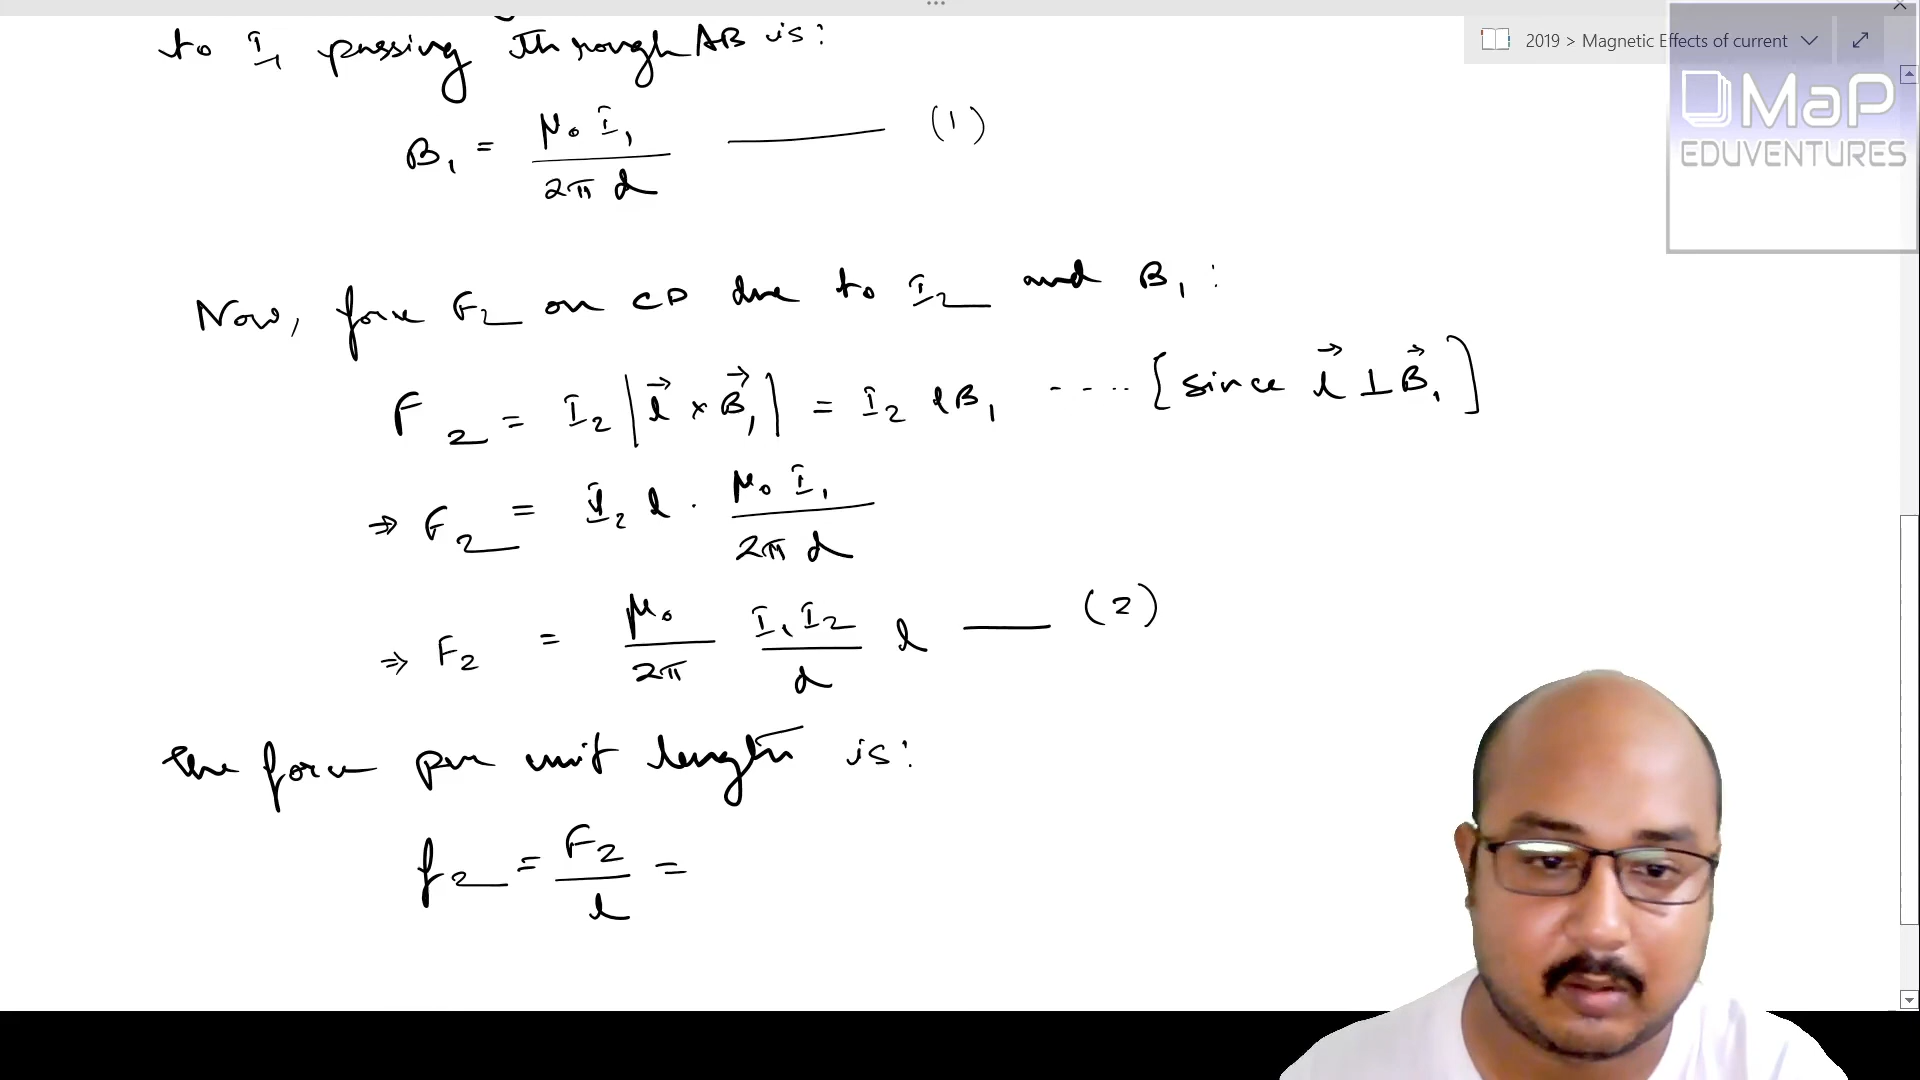 to I₁ passing through AB is:
2019 > Magnetic Effects of current
MaP
EDUVENTURES
B₁ = μ₀ I₁ / 2π d ——— (1)
Now, force F₂ on CD due to I₂ and B₁ :
F₂ = I₂ |l⃗ × B⃗₁| = I₂ l B₁ .... [since l⃗ ⊥ B⃗₁]
⇒ F₂ = I₂ l . μ₀ I₁ / 2π d
⇒ F₂ = μ₀ / 2π I₁ I₂ / d l —— (2)
The force per unit length is:
f₂ = F₂ / l =